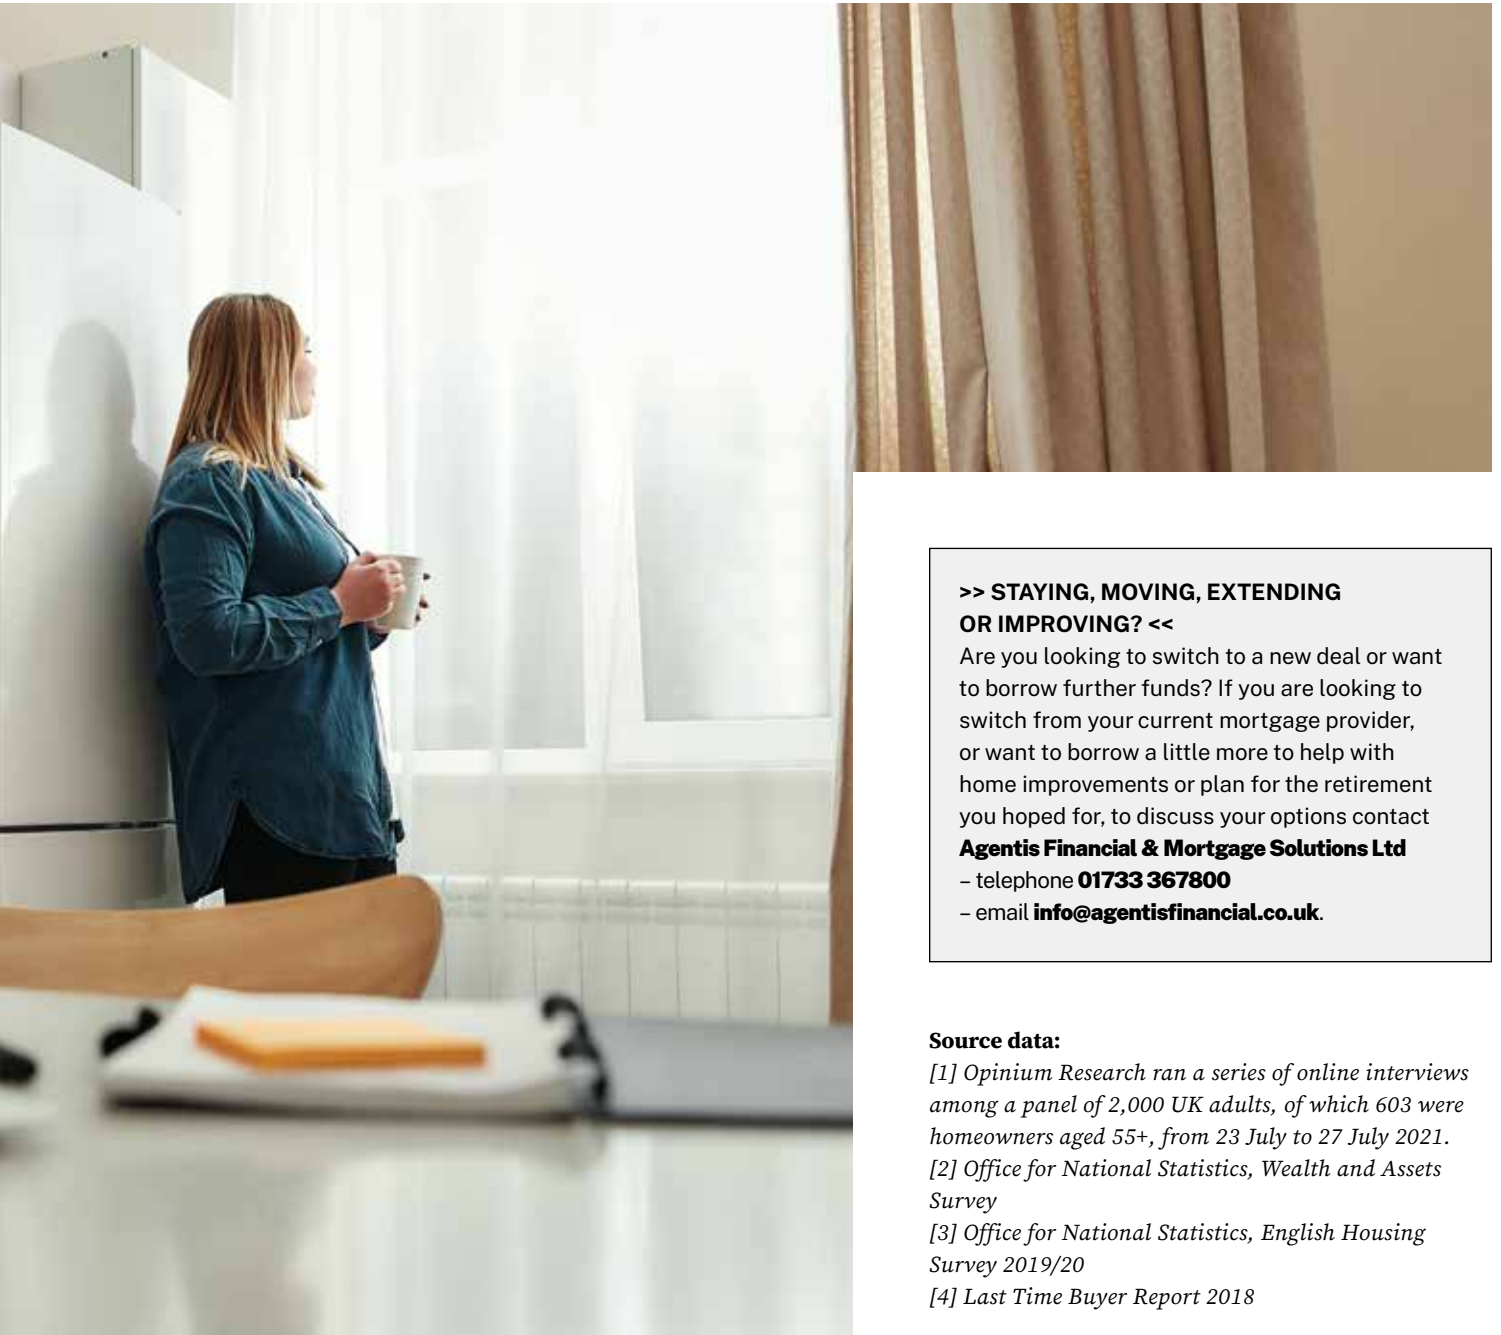 >> STAYING, MOVING, EXTENDING
OR IMPROVING? <<
Are you looking to switch to a new deal or want
to borrow further funds? If you are looking to
switch from your current mortgage provider,
or want to borrow a little more to help with
home improvements or plan for the retirement
you hoped for, to discuss your options contact
Agentis Financial & Mortgage Solutions Ltd
– telephone 01733 367800
– email info@agentisfinancial.co.uk.
Source data:
[1] Opinium Research ran a series of online interviews
among a panel of 2,000 UK adults, of which 603 were
homeowners aged 55+, from 23 July to 27 July 2021.
[2] Office for National Statistics, Wealth and Assets
Survey
[3] Office for National Statistics, English Housing
Survey 2019/20
[4] Last Time Buyer Report 2018